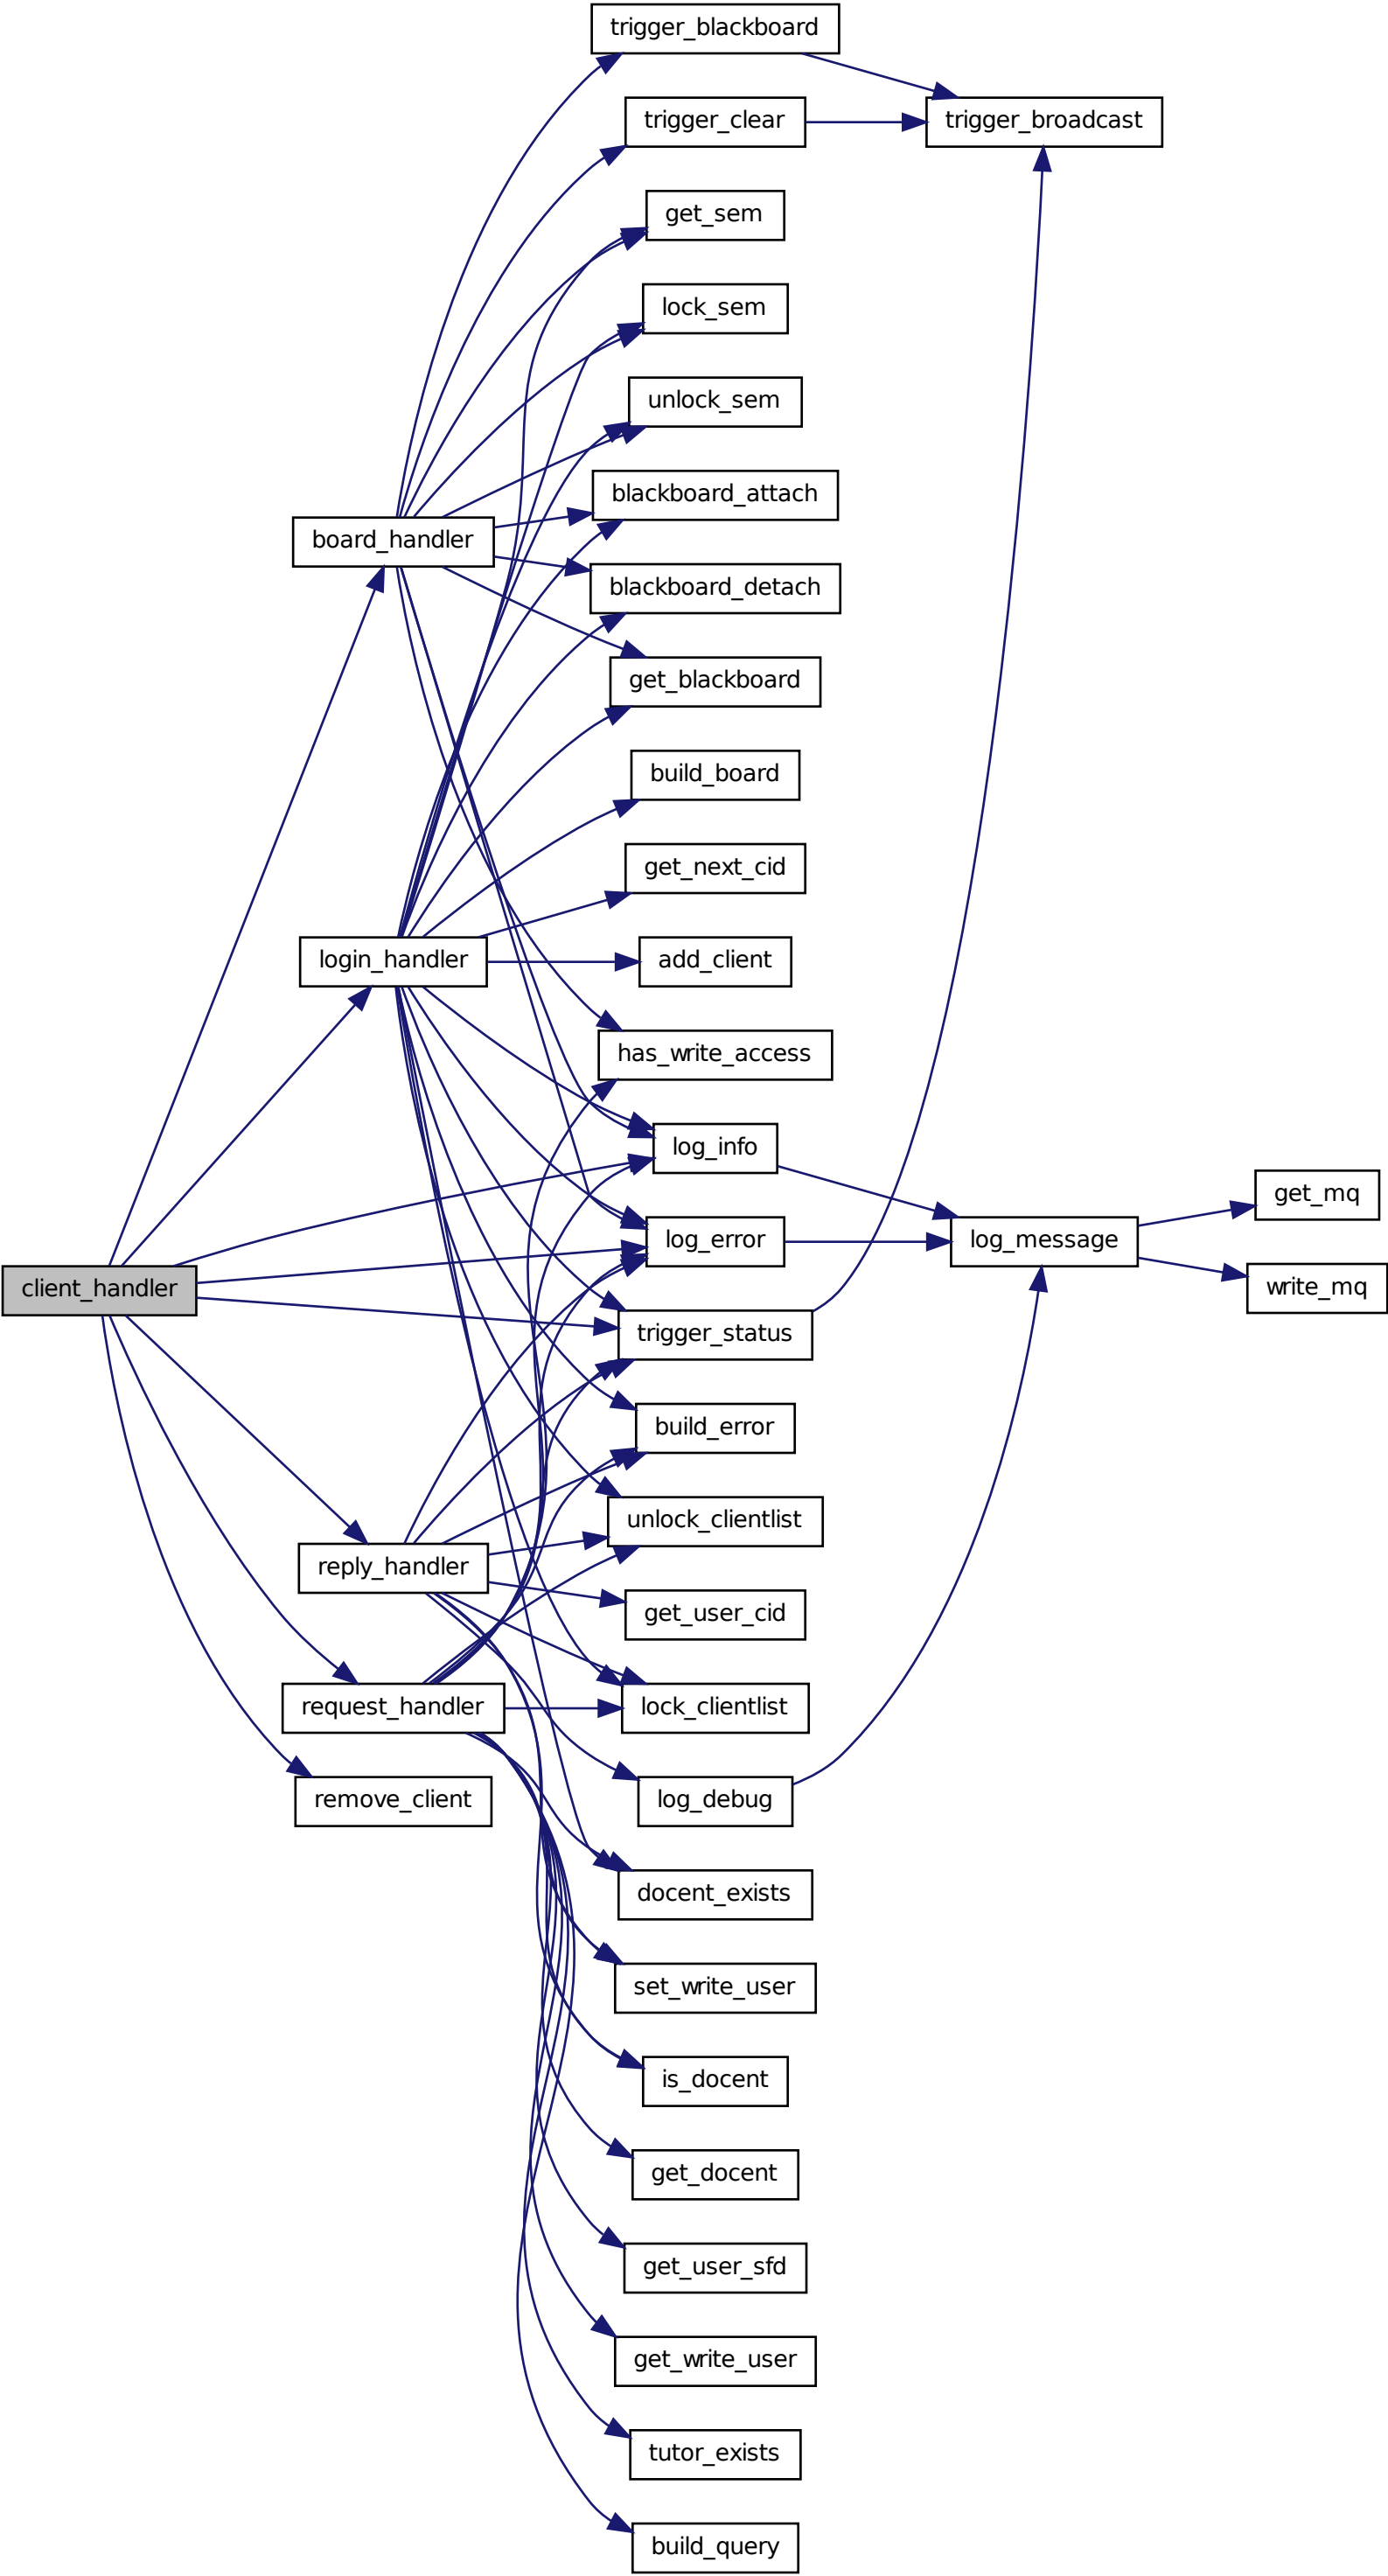 trigger_blackboard
trigger_clear
trigger_broadcast
get_sem
lock_sem
unlock_sem
blackboard_attach
board_handler
blackboard_detach
get_blackboard
build_board
get_next_cid
login_handler
add_client
has_write_access
log_info
get_mq
log_error
log_message
client_handler
write_mq
trigger_status
build_error
unlock_clientlist
reply_handler
get_user_cid
request_handler
lock_clientlist
remove_client
log_debug
docent_exists
set_write_user
is_docent
get_docent
get_user_sfd
get_write_user
tutor_exists
build_query